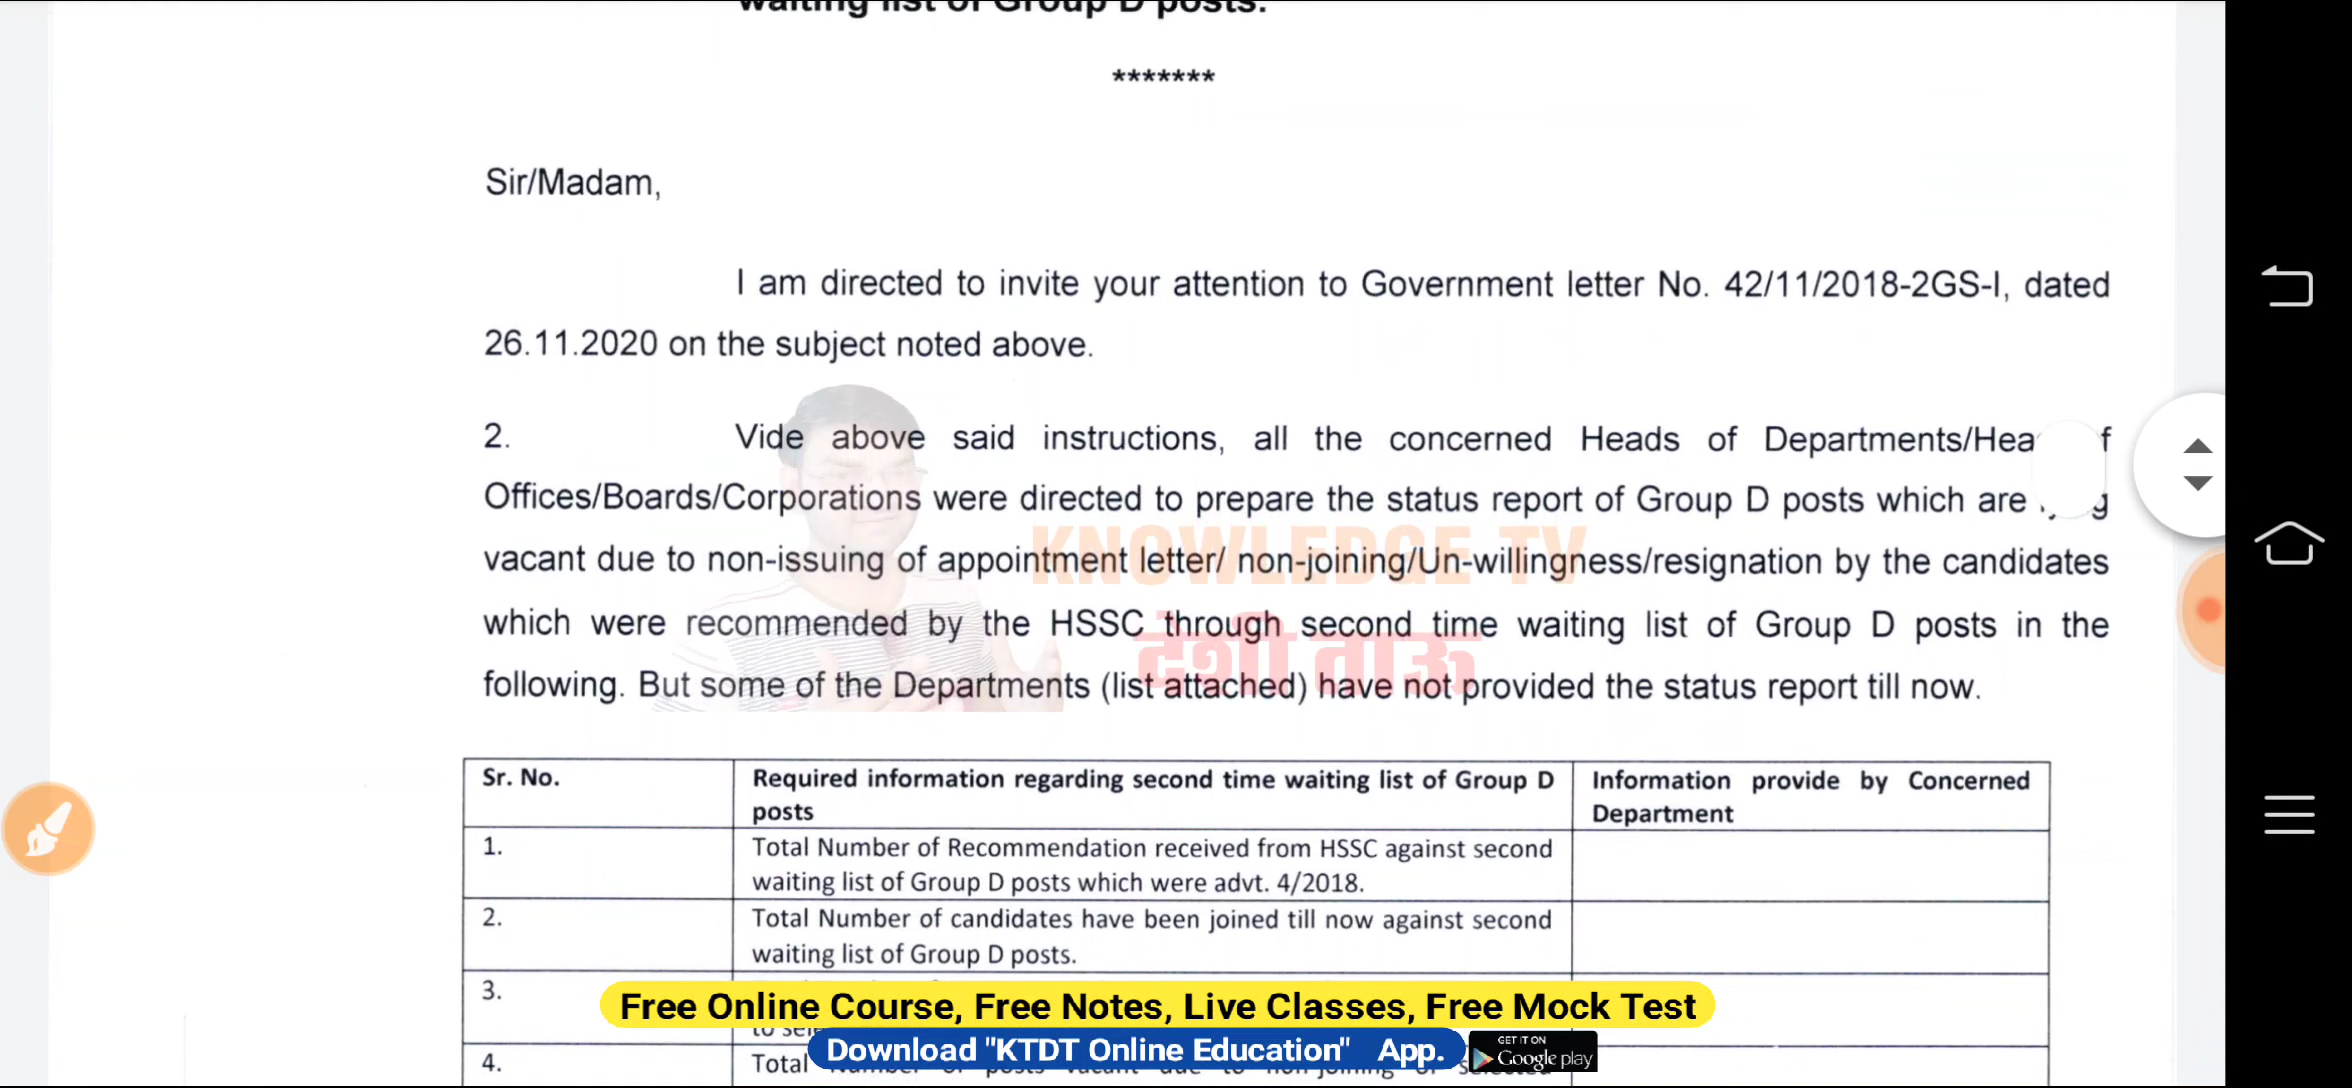 waiting list of Group D posts.
*******
Sir/Madam,
I am directed to invite your attention to Government letter No. 42/11/2018-2GS-I, dated
26.11.2020 on the subject noted above.
2. Vide above said instructions, all the concerned Heads of Departments/
Offices/Boards/Corporations were directed to prepare the status report of Group D posts which are
vacant due to non-issuing of appointment letter/ non-joining/Un-willingness/resignation by the candidates
which were recommended by the HSSC through second time waiting list of Group D posts in the
following. But some of the Departments (list attached) have not provided the status report till now.
KNOWLEDGE TV
देशी ताऊ
Sr. No. Required information regarding second time waiting list of Group D Information provide by Concerned
posts Department
1. Total Number of Recommendation received from HSSC against second
waiting list of Group D posts which were advt. 4/2018.
2. Total Number of candidates have been joined till now against second
waiting list of Group D posts.
3.
4. Total
Free Online Course, Free Notes, Live Classes, Free Mock Test
Download "KTDT Online Education" App.
GET IT ON
Google play